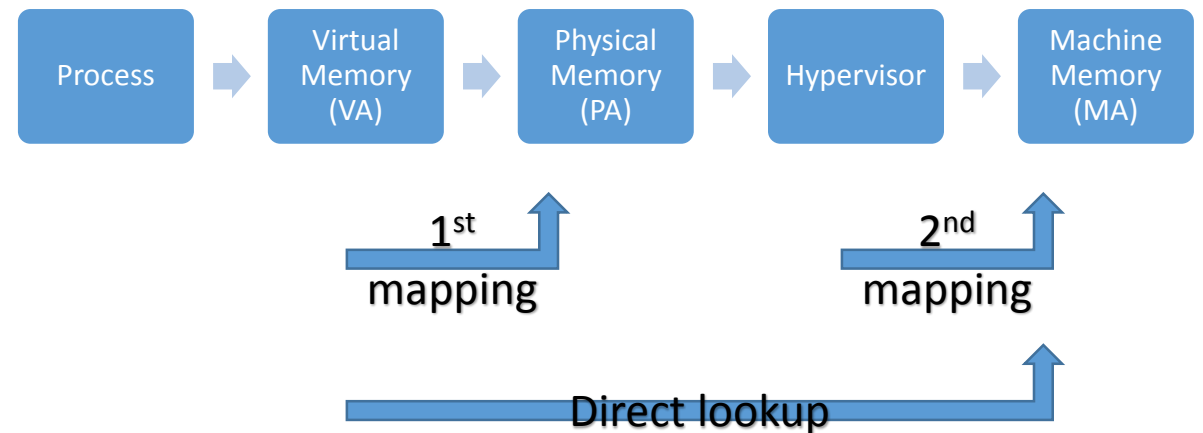 Process
Virtual
Memory
(VA)
Physical
Memory
(PA)
Hypervisor
Machine
Memory
(MA)
1st
mapping
2nd
mapping
Direct lookup